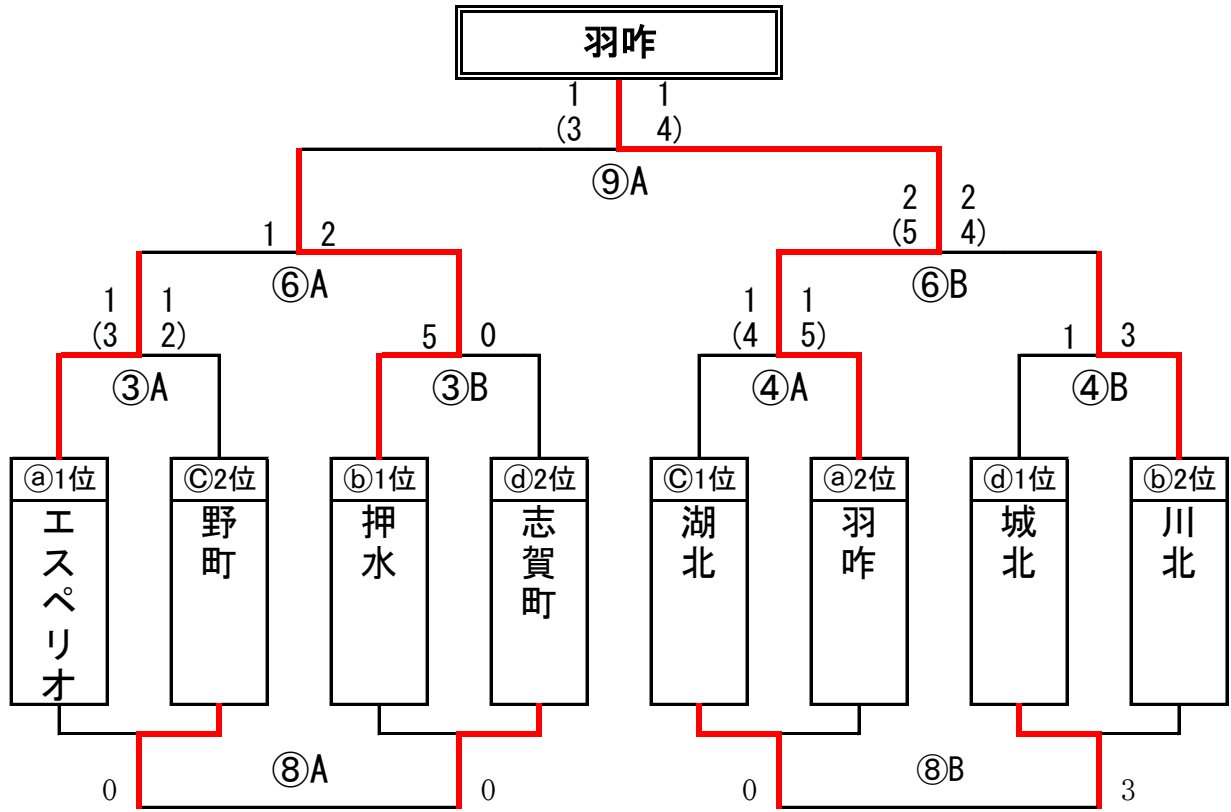 羽咋
1 1
(3 4)
⑨A
1 2
2 2
(5 4)
⑥A ⑥B
1 1
(3 2)
5 0
1 1
(4 5)
1 3
③A ③B ④A ④B
ⓐ1位 Ⓒ2位 ⓑ1位 ⓓ2位 Ⓒ1位 ⓐ2位 ⓓ1位 ⓑ2位
エスペリオ
野町
押水
志賀町
湖北
羽咋
城北
川北
⑧A ⑧B
0 0 0 3